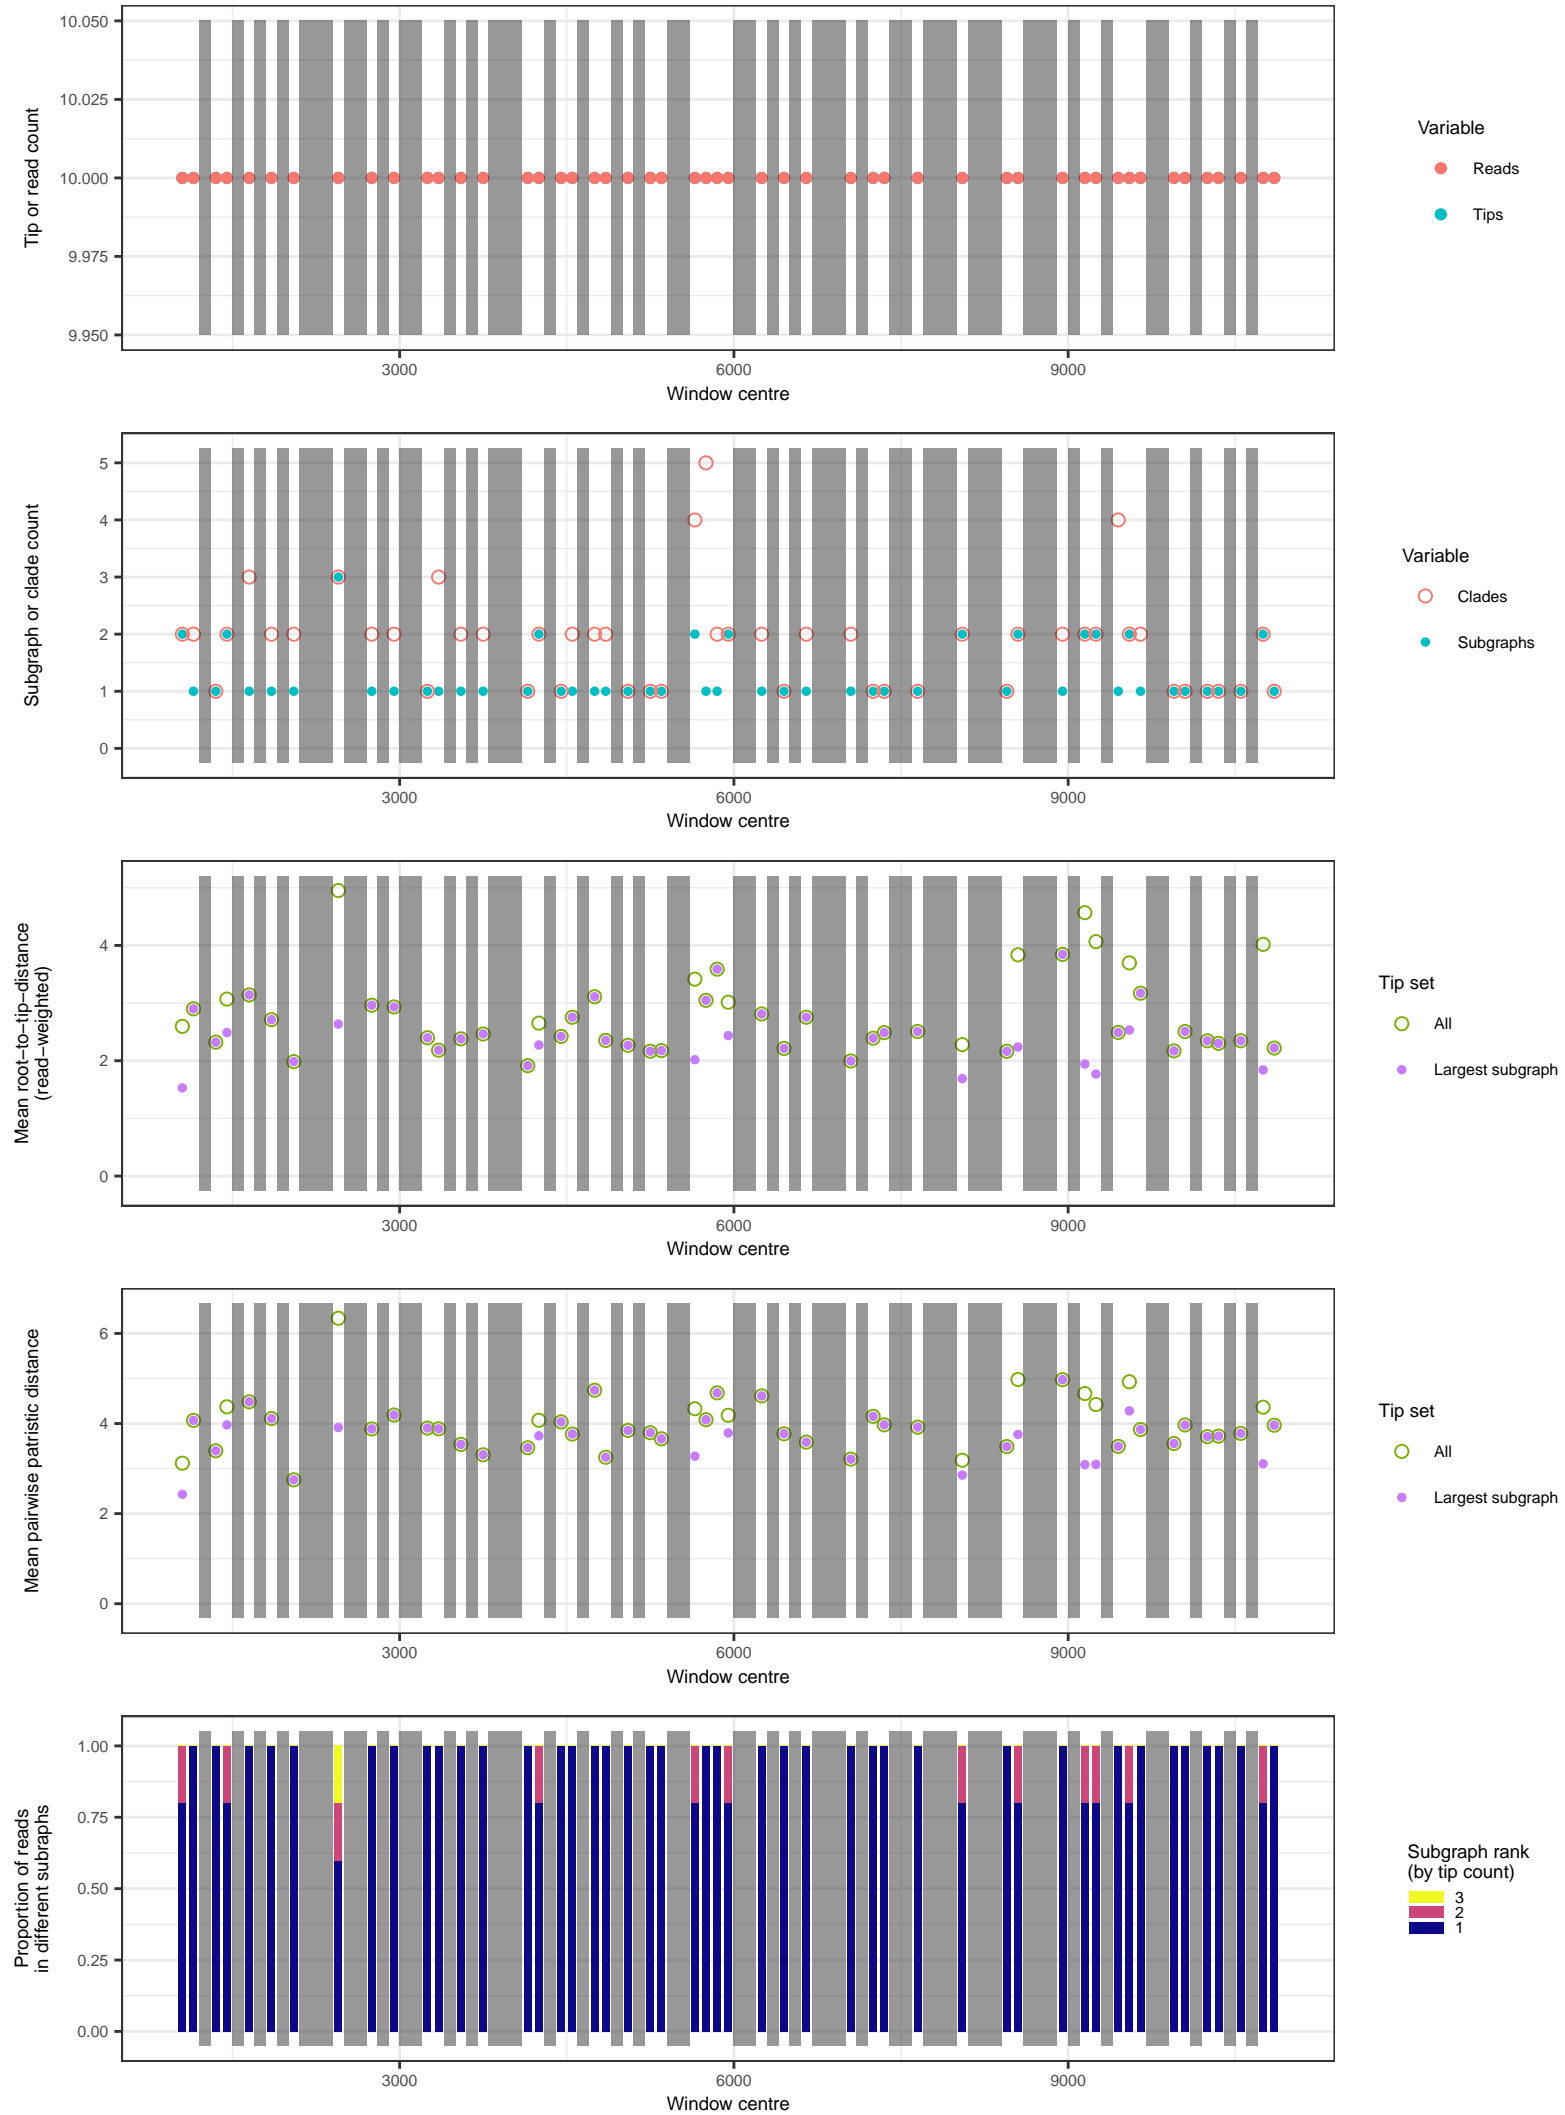 10.050
10.025
10.000
9.975
9.950
Tip or read count
3000
6000
9000
Window centre
Variable
Reads
Tips
5
4
3
2
1
0
Subgraph or clade count
3000
6000
9000
Window centre
Variable
Clades
Subgraphs
4
2
0
Mean root−to−tip−distance
(read−weighted)
3000
6000
9000
Window centre
Tip set
All
Largest subgraph
6
4
2
0
Mean pairwise patristic distance
3000
6000
9000
Window centre
Tip set
All
Largest subgraph
1.00
0.75
0.50
0.25
0.00
Proportion of reads
in different subraphs
3000
6000
9000
Window centre
Subgraph rank
(by tip count)
3
2
1